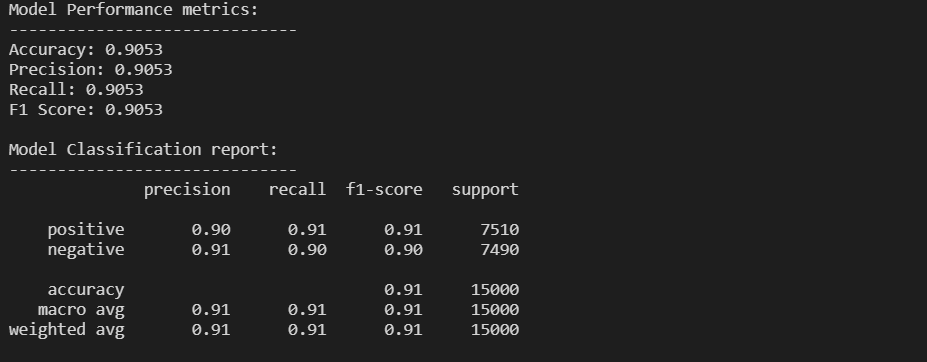 Model Performance metrics:
------------------------------
Accuracy: 0.9053
Precision: 0.9053
Recall: 0.9053
F1 Score: 0.9053

Model Classification report:
------------------------------
              precision    recall  f1-score   support

    positive       0.90      0.91      0.91      7510
    negative       0.91      0.90      0.90      7490

    accuracy                           0.91     15000
   macro avg       0.91      0.91      0.91     15000
weighted avg       0.91      0.91      0.91     15000